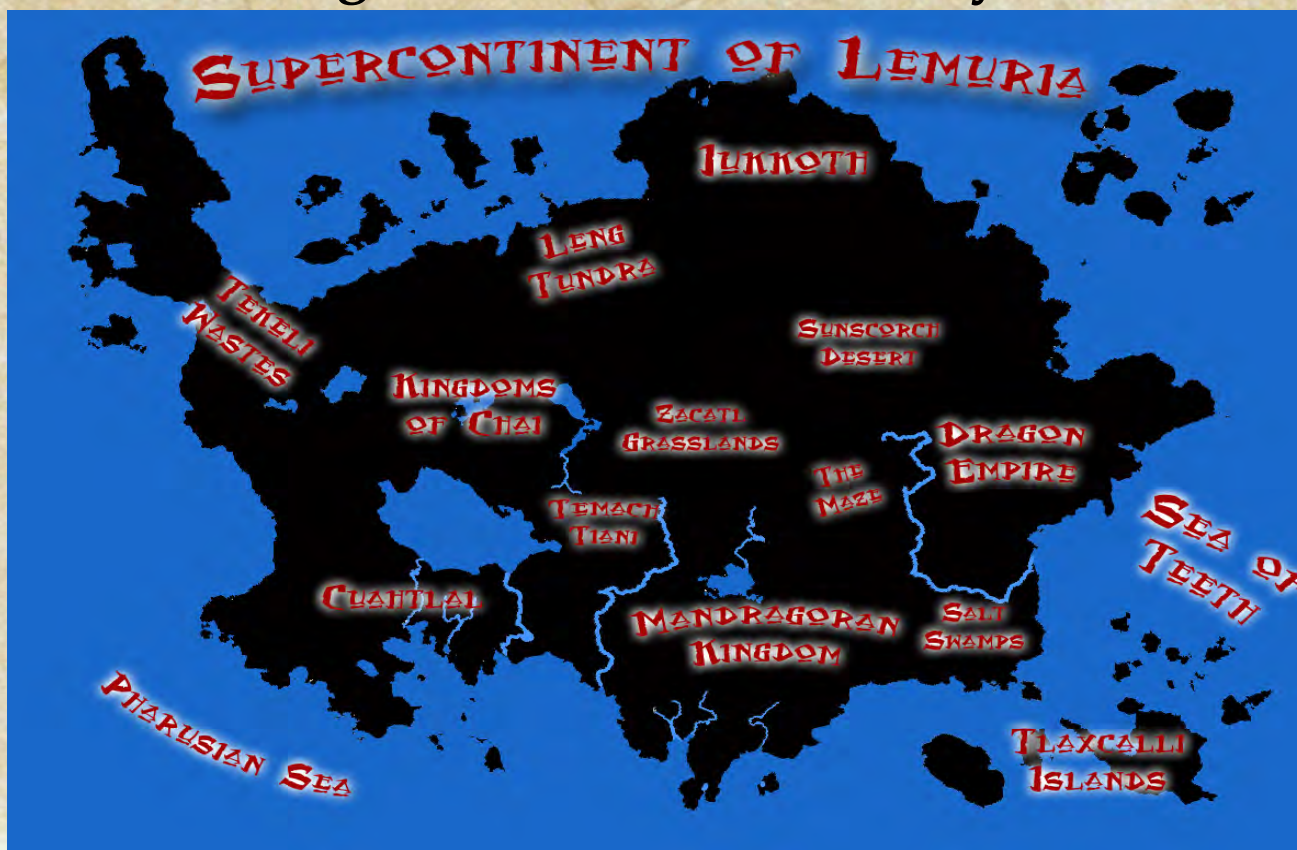 Supercontinent of Lemuria
Iukkoth
Leng
Tundra
Tekeli
Wastes
Sunscorch
Desert
Kingdoms
of Chai
Zacatl
Grasslands
Dragon
Empire
The
Maze
Temach
Tiani
Sea of
Teeth
Cuahtlal
Mandragoran
Kingdom
Salt
Swamps
Pharusian Sea
Tlaxcalli
Islands